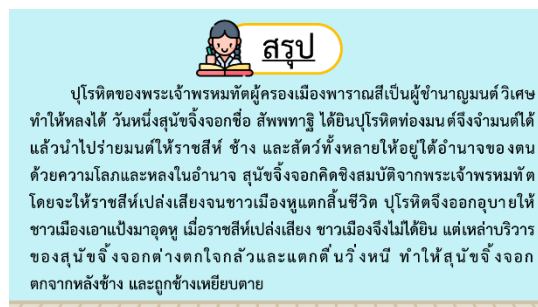 สรุป
ปุโรหิตของพระเจ้าพรหมทัตผู้ครองเมืองพาราณสีเป็นผู้ชำนาญมนต์วิเศษ
ทำให้หลงได้ วันหนึ่งสุนัขจิ้งจอกชื่อ สัพพทาฐิ ได้ยินปุโรหิตท่องมนต์จึงจำมนต์ได้
แล้วนำไปร่ายมนต์ให้ราชสีห์ ช้าง และสัตว์ทั้งหลายให้อยู่ใต้อำนาจของตน
ด้วยความโลภและหลงในอำนาจ สุนัขจิ้งจอกคิดชิงสมบัติจากพระเจ้าพรหมทัต
โดยจะให้ราชสีห์เปล่งเสียงจนชาวเมืองหูแตกสิ้นชีวิต ปุโรหิตจึงออกอุบายให้
ชาวเมืองเอาแป้งมาอุดหู เมื่อราชสีห์เปล่งเสียง ชาวเมืองจึงไม่ได้ยิน แต่เหล่าบริวาร
ของสุนัขจิ้งจอกต่างตกใจกลัวและแตกตื่นวิ่งหนี ทำให้สุนัขจิ้งจอก
ตกจากหลังช้าง และถูกช้างเหยียบตาย